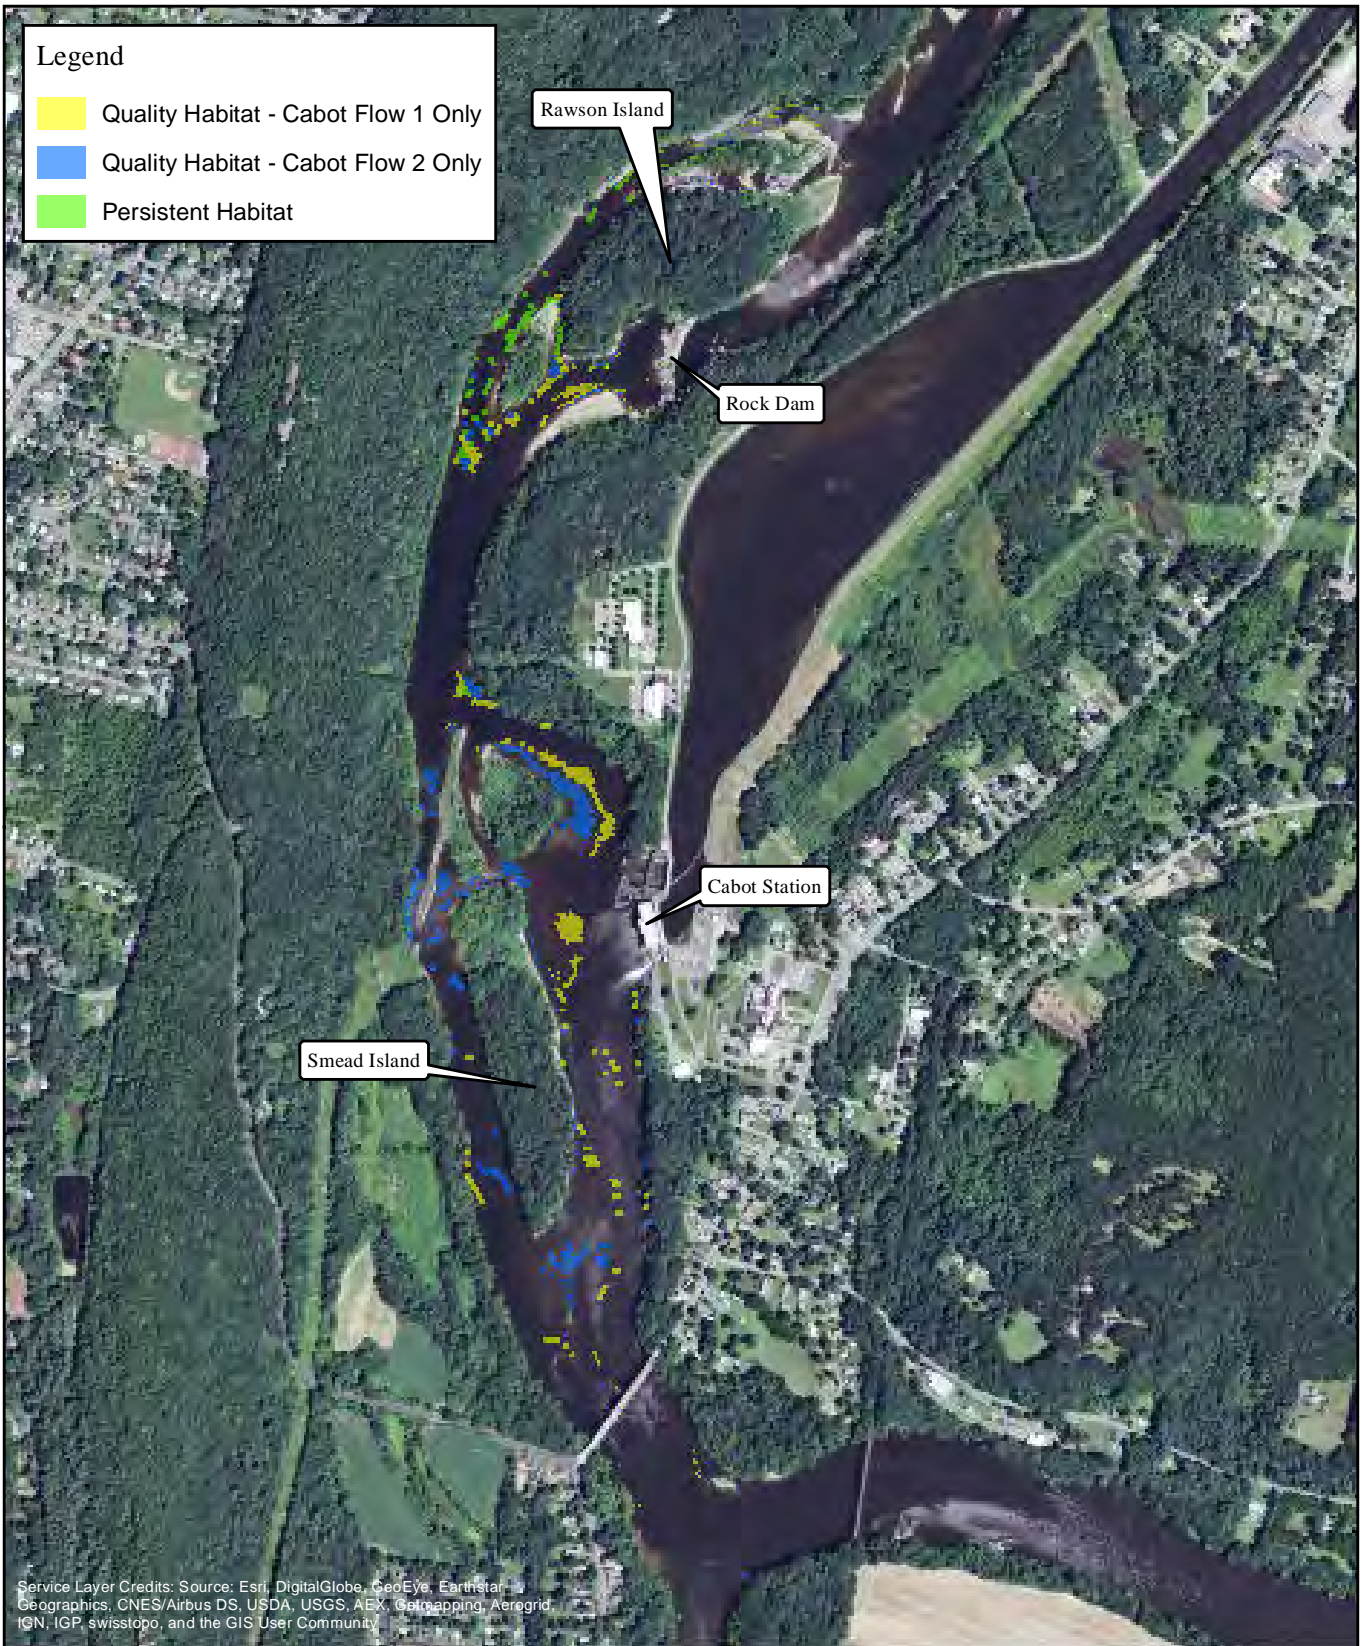 Legend
Quality Habitat - Cabot Flow 1 Only
Quality Habitat - Cabot Flow 2 Only
Persistent Habitat
Rawson Island
Rock Dam
Cabot Station
Smead Island
Service Layer Credits: Source: Esri, DigitalGlobe, GeoEye, Earthstar
Geographics, CNES/Airbus DS, USDA, USGS, AEX, Getmapping, Aerogrid,
IGN, IGP, swisstopo, and the GIS User Community